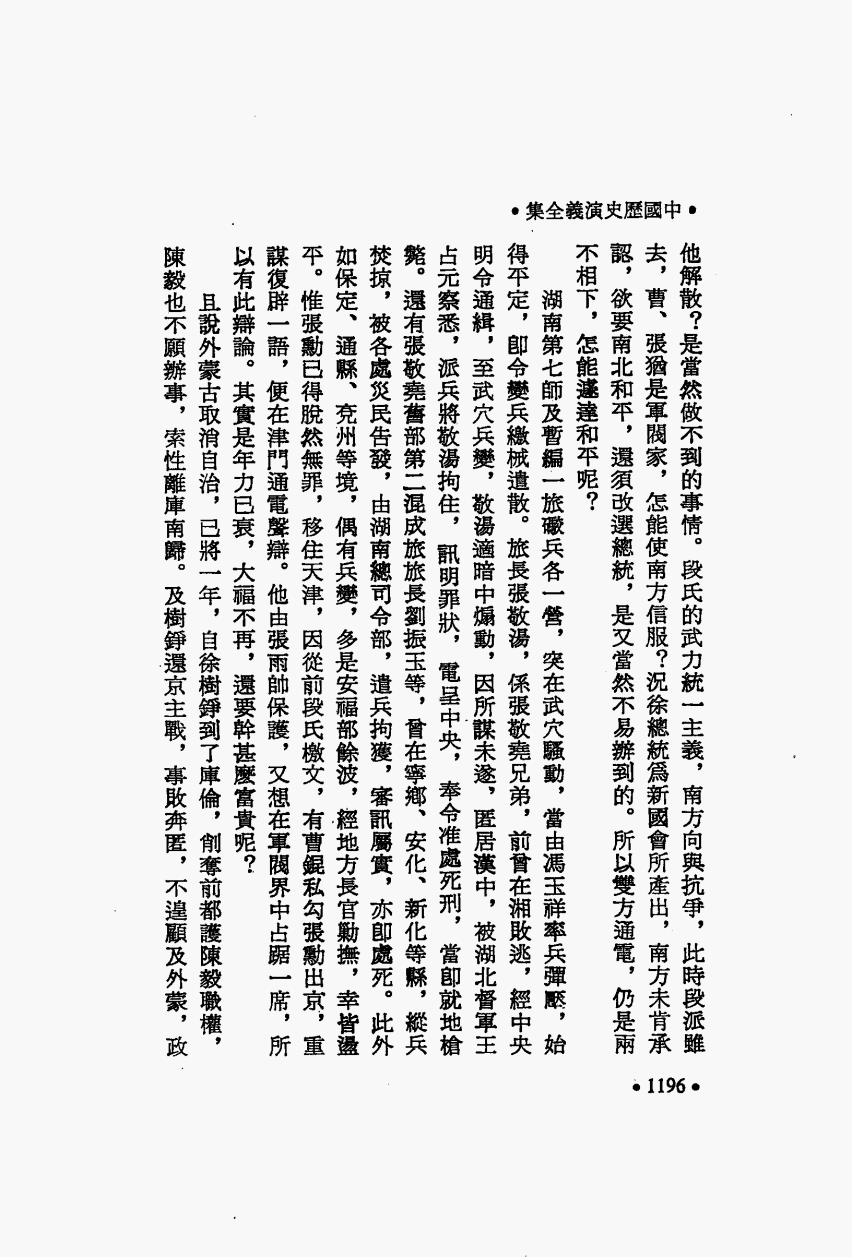 •中國歷史演義全集•
他解散？是當然做不到的事情。段氏的武力統一主義，南方向與抗爭，此時段派雖
去，曹、張猶是軍閥家，怎能使南方信服？況徐總統爲新國會所產出，南方未肯承
認，欲要南北和平，還須改選總統，是又當然不易辦到的。所以雙方通電，仍是兩
不相下，怎能遽達和平呢？
湖南第七師及暫編一旅礮兵各一營，突在武穴騷動，當由馮玉祥率兵彈壓，始
得平定，卽令變兵繳械遣散。旅長張敬湯，係張敬堯兄弟，前曾在湘敗逃，經中央
明令通緝，至武穴兵變，敬湯適暗中煽動，因所謀未遂，匿居漢中，被湖北督軍王
占元察悉，派兵將敬湯拘住，訊明罪狀，電呈中央，奉令准處死刑，當卽就地槍
斃。還有張敬堯舊部第二混成旅旅長劉振玉等，曾在寧鄉、安化、新化等縣，縱兵
焚掠，被各處災民告發，由湖南總司令部，遣兵拘獲，審訊屬實，亦卽處死。此外
如保定、通縣、兗州等境，偶有兵變，多是安福部餘波，經地方長官勦撫，幸皆盪
平。惟張勳已得脫然無罪，移住天津，因從前段氏檄文，有曹錕私勾張勳出京，重
謀復辟一語，便在津門通電聲辯。他由張雨帥保護，又想在軍閥界中占踞一席，所
以有此辯論。其實是年力已衰，大福不再，還要幹甚麼富貴呢？
且說外蒙古取消自治，已將一年，自徐樹錚到了庫倫，削奪前都護陳毅職權，
陳毅也不願辦事，索性離庫南歸。及樹錚還京主戰，事敗奔匿，不遑顧及外蒙，政
•1196•